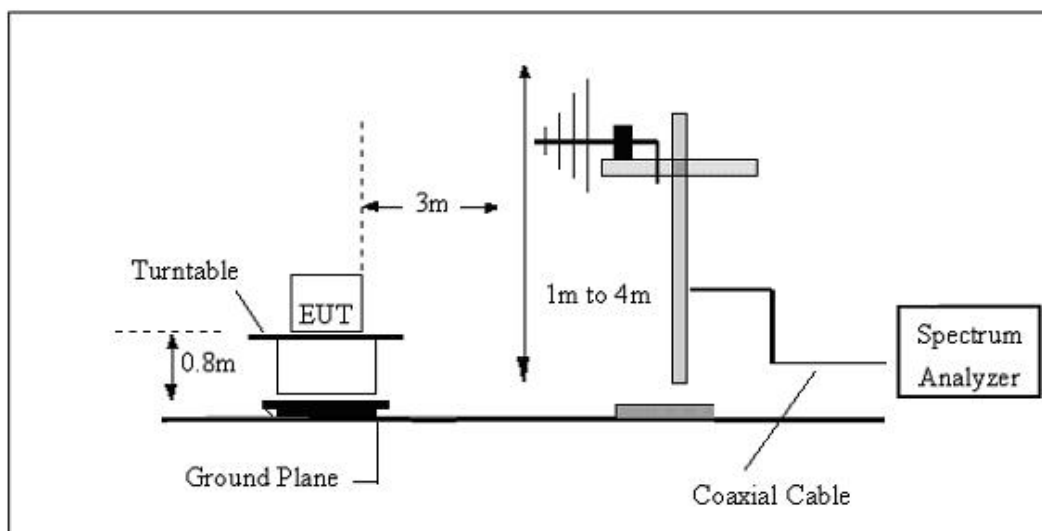 3m
Turntable
EUT
1m to 4m
0.8m
Spectrum
Analyzer
Ground Plane
Coaxial Cable